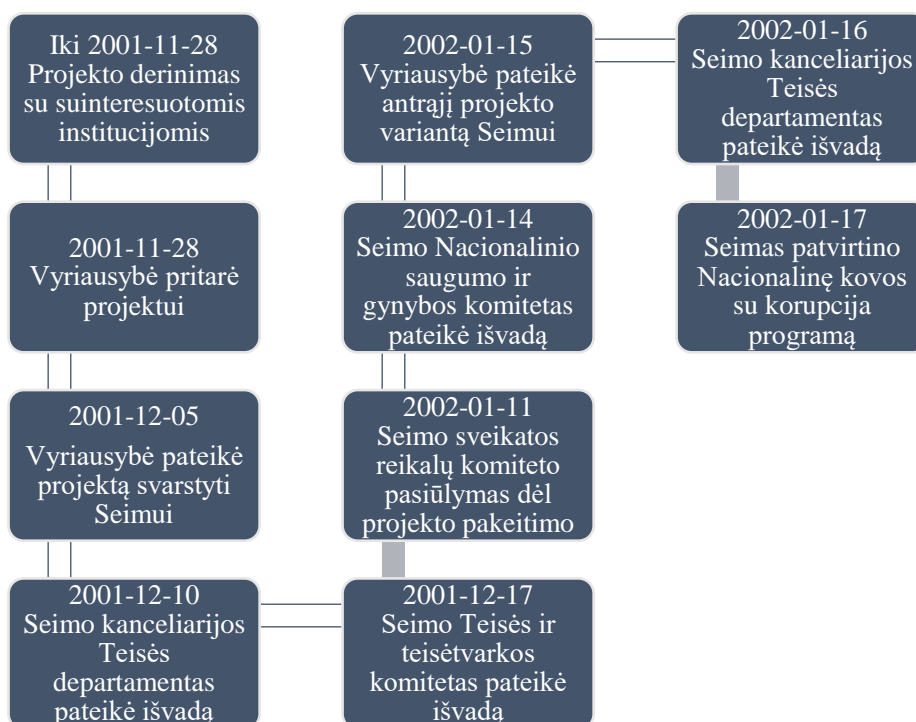 Iki 2001-11-28
Projekto derinimas
su suinteresuotomis
institucijomis
2001-11-28
Vyriausybė pritarė
projektui
2001-12-05
Vyriausybė pateikė
projektą svarstyti
Seimui
2001-12-10
Seimo kanceliarijos
Teisės
departamentas
pateikė išvadą
2001-12-17
Seimo Teisės ir
teisėtvarkos
komitetas pateikė
išvadą
2002-01-11
Seimo sveikatos
reikalų komiteto
pasiūlymas dėl
projekto pakeitimo
2002-01-14
Seimo Nacionalinio
saugumo ir
gynybos komitetas
pateikė išvadą
2002-01-15
Vyriausybė pateikė
antrąjį projekto
variantą Seimui
2002-01-16
Seimo kanceliarijos
Teisės
departamentas
pateikė išvadą
2002-01-17
Seimas patvirtino
Nacionalinę kovos
su korupcija
programą